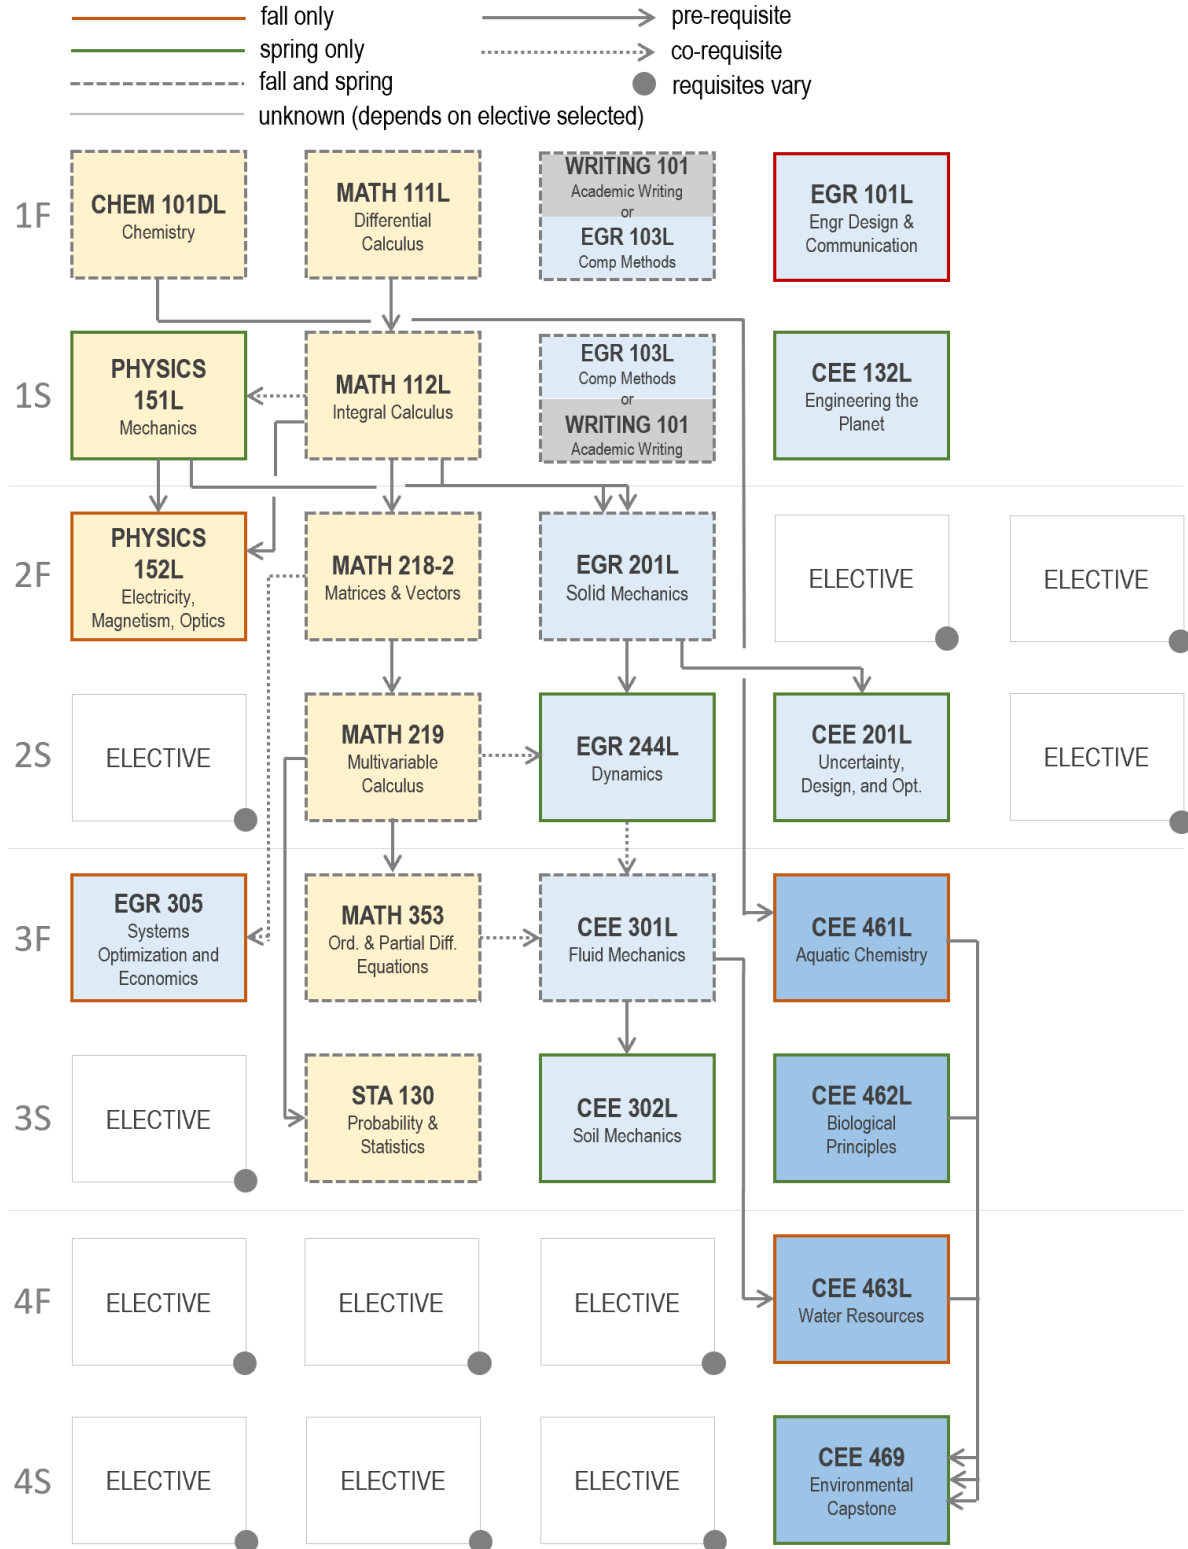 fall only
pre-requisite
spring only
co-requisite
fall and spring
requisites vary
unknown (depends on elective selected)
1F
CHEM 101DL
Chemistry
MATH 111L
Differential
Calculus
WRITING 101
Academic Writing
or
EGR 103L
Comp Methods
EGR 101L
Engr Design &
Communication
1S
PHYSICS
151L
Mechanics
MATH 112L
Integral Calculus
EGR 103L
Comp Methods
or
WRITING 101
Academic Writing
CEE 132L
Engineering the
Planet
2F
PHYSICS
152L
Electricity,
Magnetism, Optics
MATH 218-2
Matrices & Vectors
EGR 201L
Solid Mechanics
ELECTIVE
ELECTIVE
2S
ELECTIVE
MATH 219
Multivariable
Calculus
EGR 244L
Dynamics
CEE 201L
Uncertainty,
Design, and Opt.
ELECTIVE
3F
EGR 305
Systems
Optimization and
Economics
MATH 353
Ord. & Partial Diff.
Equations
CEE 301L
Fluid Mechanics
CEE 461L
Aquatic Chemistry
3S
ELECTIVE
STA 130
Probability &
Statistics
CEE 302L
Soil Mechanics
CEE 462L
Biological
Principles
4F
ELECTIVE
ELECTIVE
ELECTIVE
CEE 463L
Water Resources
4S
ELECTIVE
ELECTIVE
ELECTIVE
CEE 469
Environmental
Capstone